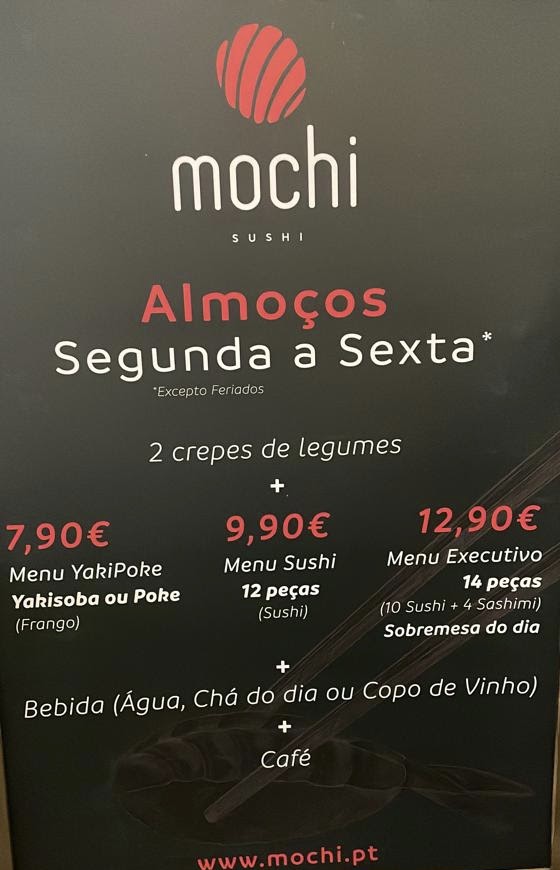 mochi
SUSHI
Almoços
Segunda a Sexta*
*Excepto Feriados
2 crepes de legumes
+
7,90€
Menu YakiPoke
Yakisoba ou Poke
(Frango)
9,90€
Menu Sushi
12 peças
(Sushi)
12,90€
Menu Executivo
14 peças
(10 Sushi + 4 Sashimi)
Sobremesa do dia
+
Bebida (Água, Chá do dia ou Copo de Vinho)
+
Café
www.mochi.pt